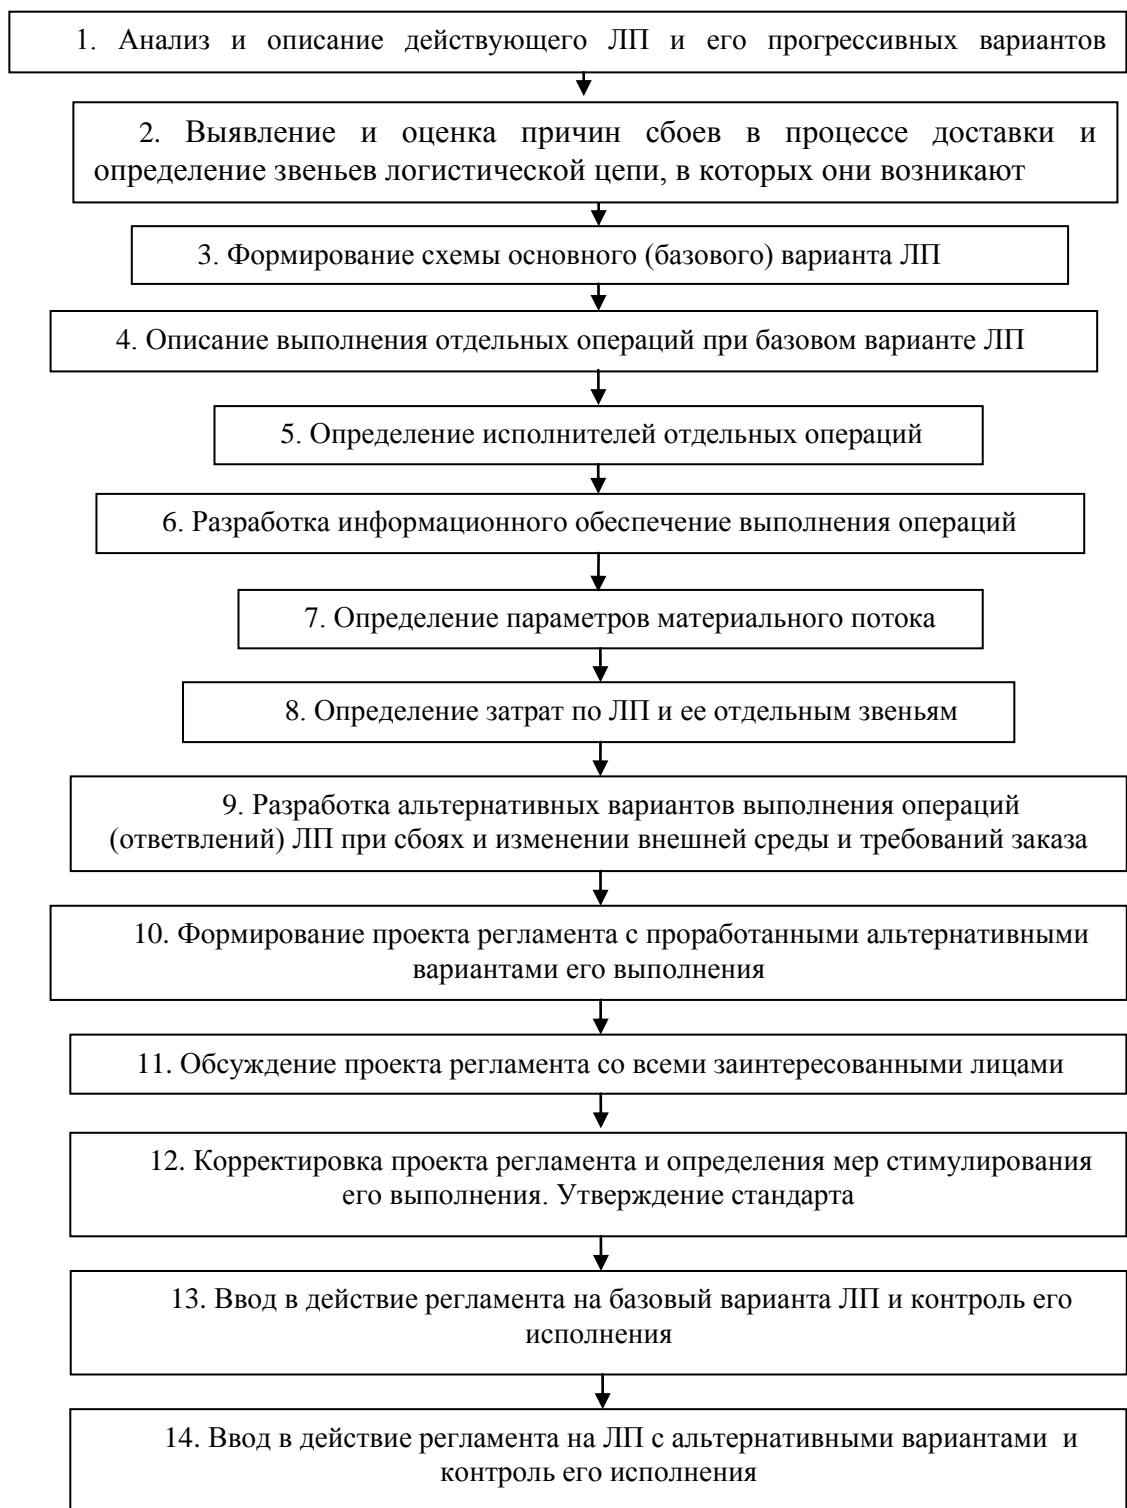 1. Анализ и описание действующего ЛП и его прогрессивных вариантов
2. Выявление и оценка причин сбоев в процессе доставки и
определение звеньев логистической цепи, в которых они возникают
3. Формирование схемы основного (базового) варианта ЛП
4. Описание выполнения отдельных операций при базовом варианте ЛП
5. Определение исполнителей отдельных операций
6. Разработка информационного обеспечение выполнения операций
7. Определение параметров материального потока
8. Определение затрат по ЛП и ее отдельным звеньям
9. Разработка альтернативных вариантов выполнения операций
(ответвлений) ЛП при сбоях и изменении внешней среды и требований заказа
10. Формирование проекта регламента с проработанными альтернативными
вариантами его выполнения
11. Обсуждение проекта регламента со всеми заинтересованными лицами
12. Корректировка проекта регламента и определения мер стимулирования
его выполнения. Утверждение стандарта
13. Ввод в действие регламента на базовый варианта ЛП и контроль его
исполнения
14. Ввод в действие регламента на ЛП с альтернативными вариантами и
контроль его исполнения